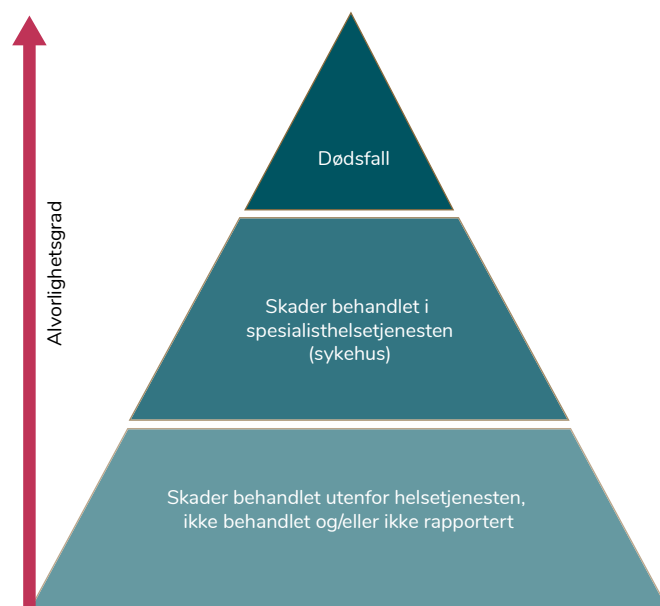 Dødsfall
Alvorlighetsgrad
Skader behandlet i
spesialisthelsetjenesten
(sykehus)
Skader behandlet utenfor helsetjenesten,
ikke behandlet og/eller ikke rapportert